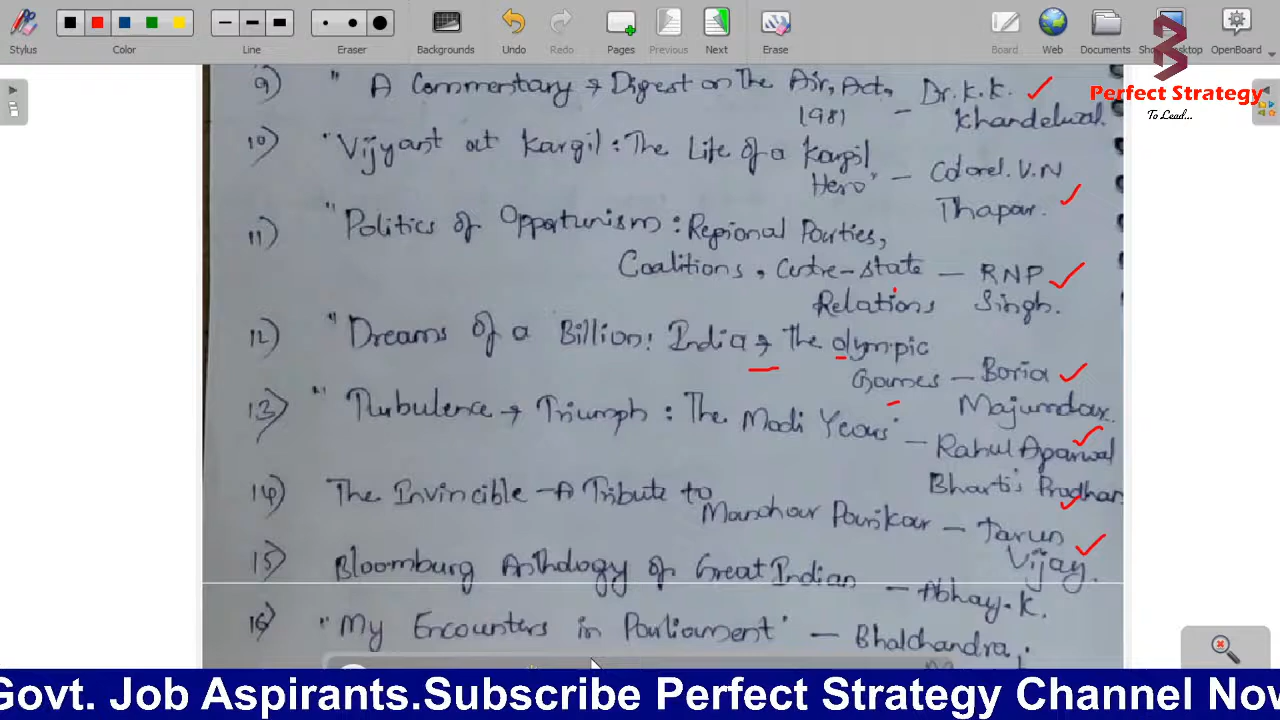 Stylus
Color
Line
Eraser
Backgrounds
Undo
Redo
Pages
Previous
Next
Erase
Board
Web
Documents
Show Desktop
OpenBoard
Perfect Strategy
To Lead...
9) " A Commentary & Digest on The Air, Act, Dr. K.K.
1981 - Khandelwal.
10) "Vijyant at Kargil: The Life of a Kargil
Hero" - Colonel. V.N
Thapar.
11) "Politics of Opportunism: Regional Parties,
Coalitions, Centre-state - RNP
Relations Singh.
12) "Dreams of a Billion: India & The Olympic
Games - Boria
Majumdar.
13) " Turbulence & Triumph: The Modi Years" - Rahul Agarwal
Bharti's Pradhan
14) The Invincible - A Tribute to
Manohar Parikar - Tarun
Vijay.
15) Bloomburg Anthology of Great Indian - Abhay. K.
16) "My Encounters in Parliament" - Bhalchandra
Govt. Job Aspirants.Subscribe Perfect Strategy Channel Now